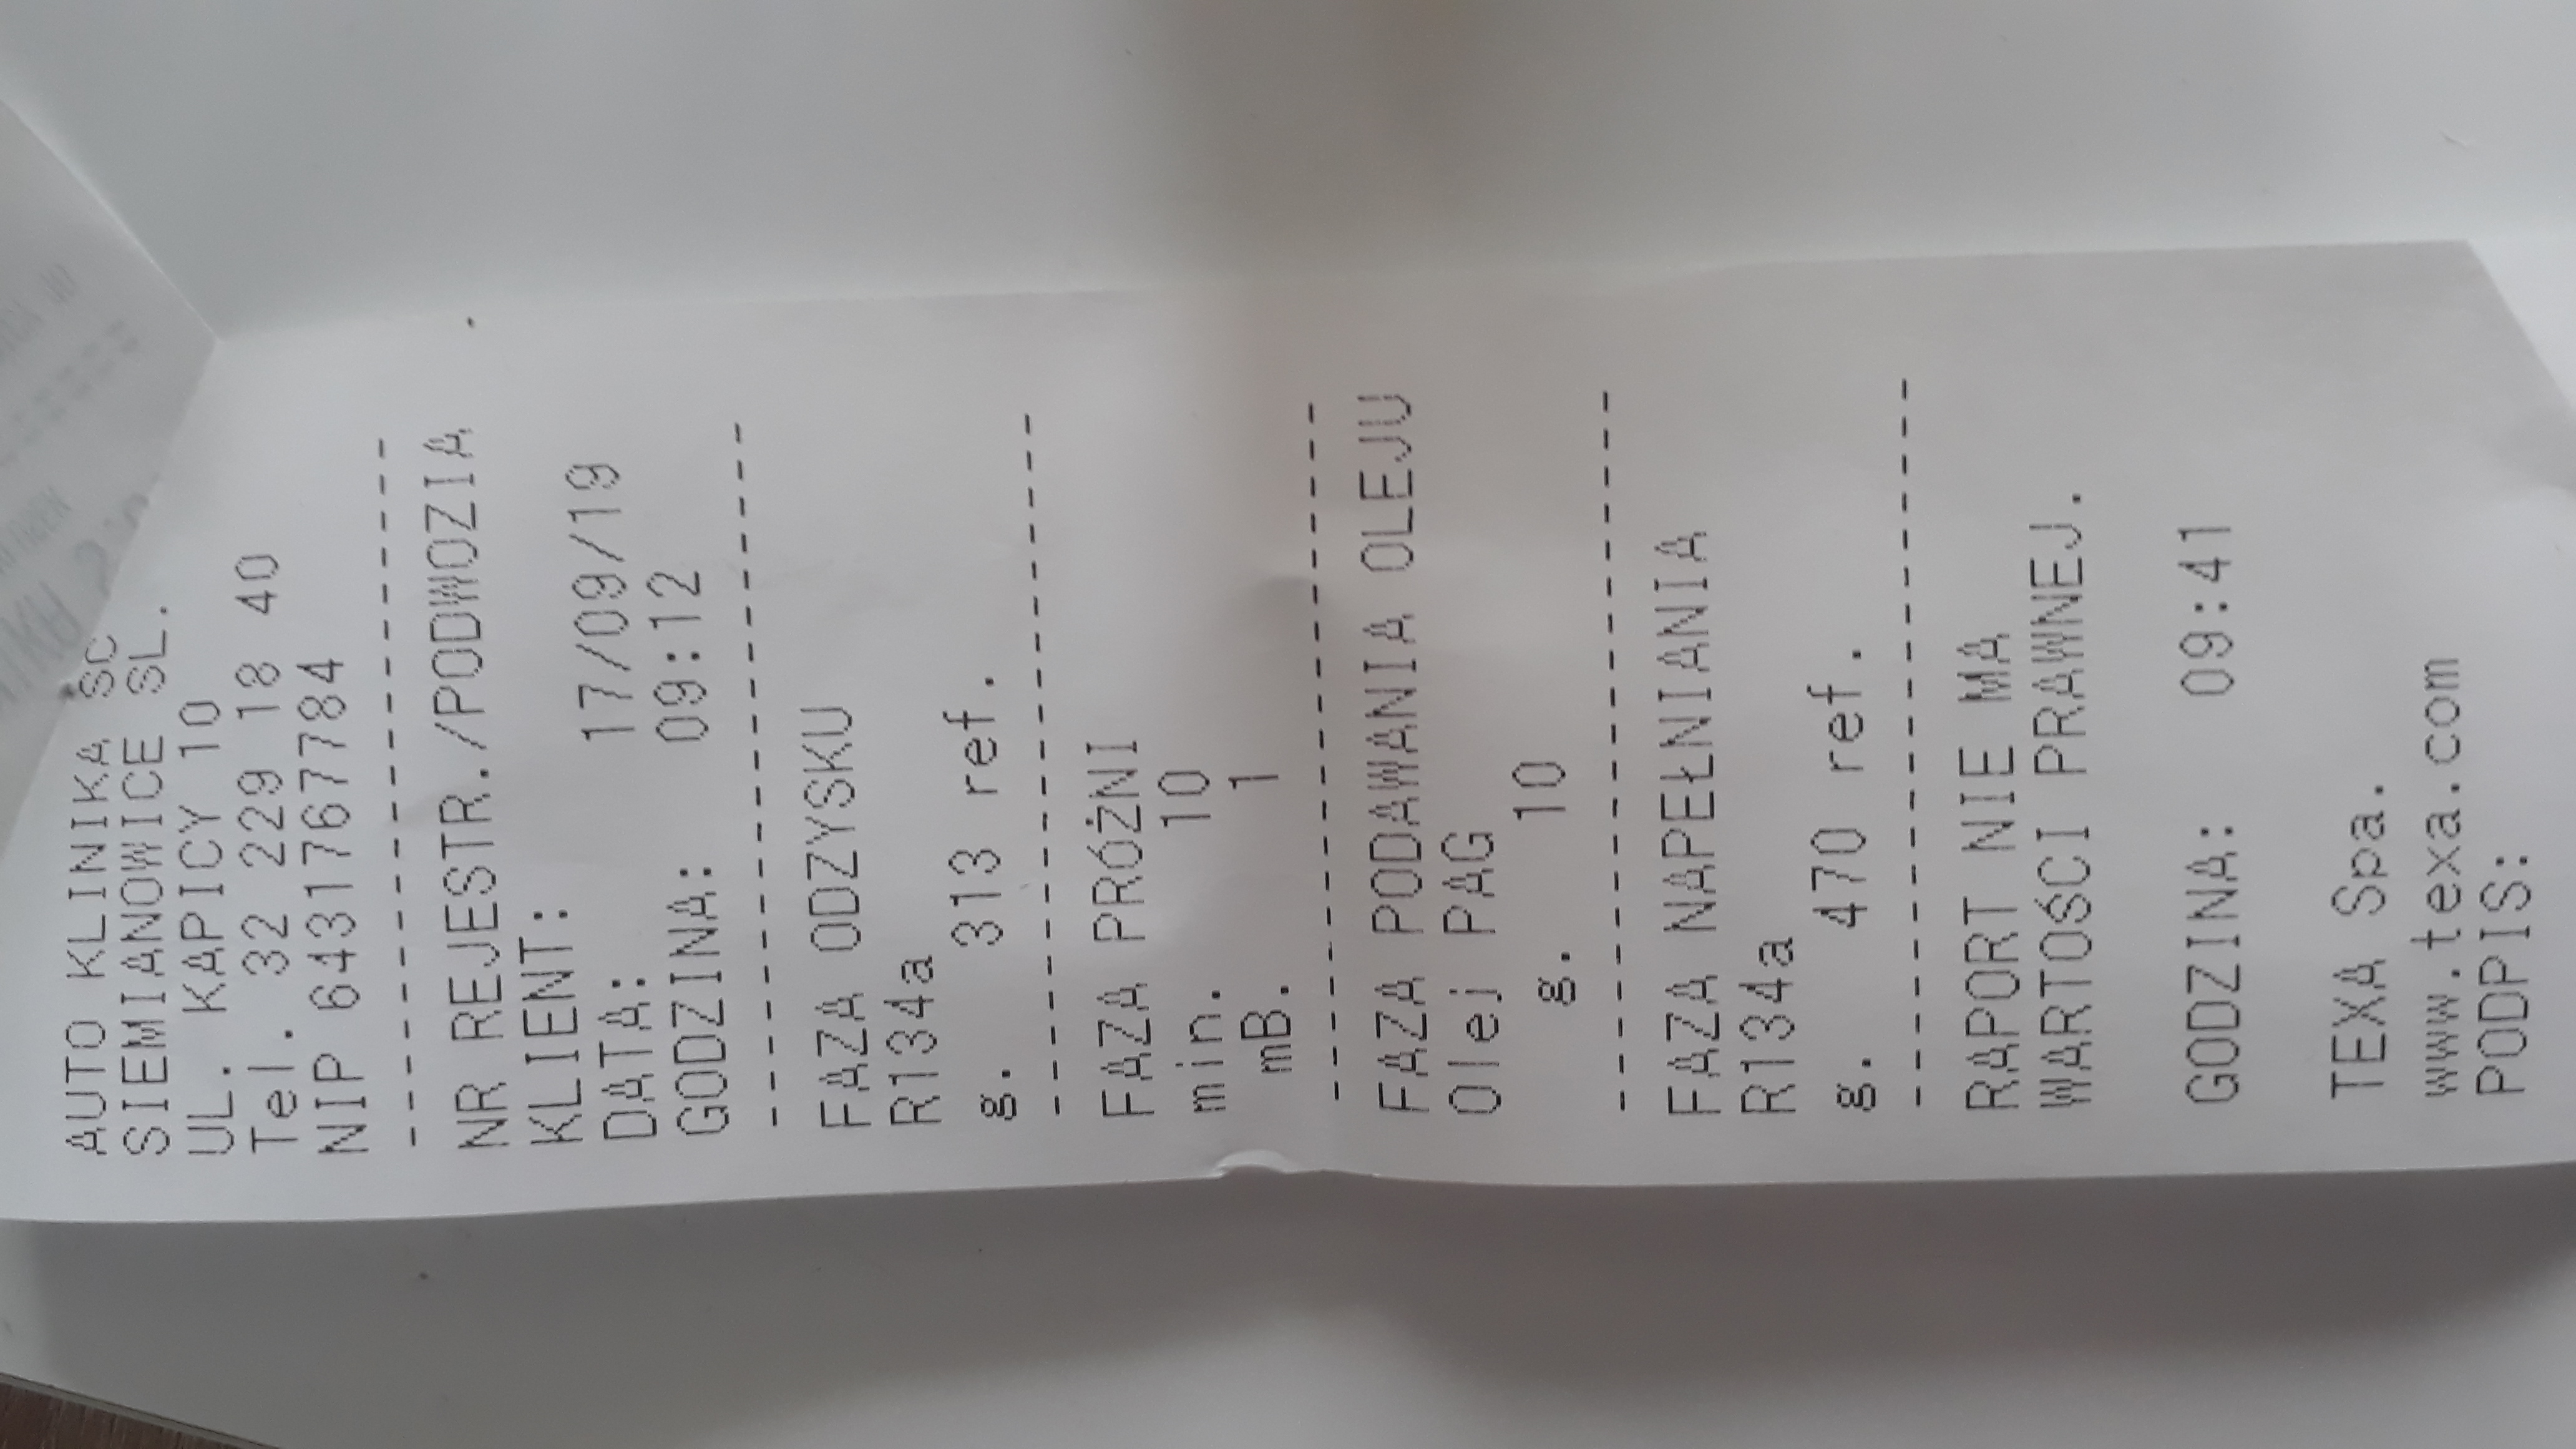 AUTO KLINIKA SC
SIEMIANOWICE SL.
UL. KAPICY 10
Tel. 32 229 18 40
NIP 6431767784
--------------------
NR REJESTR./PODWOZIA
KLIENT:
DATA: 17/09/19
GODZINA: 09:12
--------------------
FAZA ODZYSKU
R134a
g. 313 ref.
--------------------
FAZA PRÓŻNI
min. 10
mB. 1
--------------------
FAZA PODAWANIA OLEJU
Olej PAG
g. 10
--------------------
FAZA NAPEŁNIANIA
R134a
g. 470 ref.
--------------------
RAPORT NIE MA
WARTOŚCI PRAWNEJ.
GODZINA: 09:41
TEXA Spa.
www.texa.com
PODPIS: